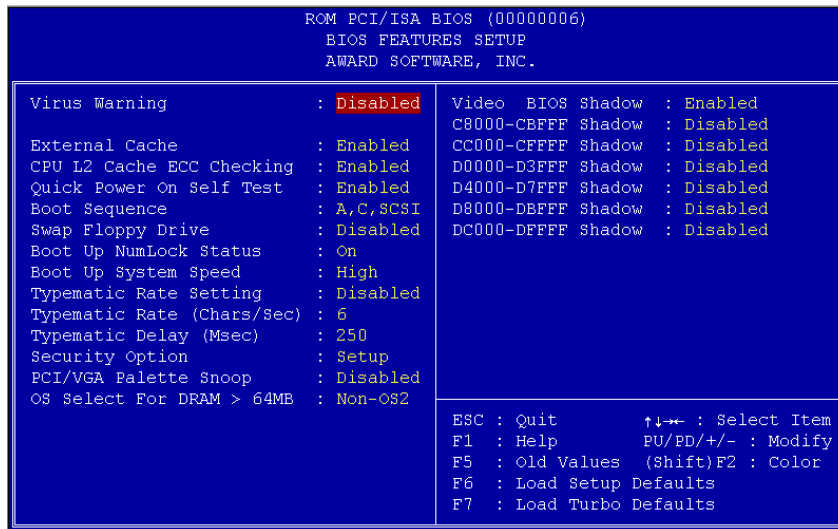 ROM PCI/ISA BIOS (00000006)
BIOS FEATURES SETUP
AWARD SOFTWARE, INC.
Virus Warning : Disabled
External Cache : Enabled
CPU L2 Cache ECC Checking : Enabled
Quick Power On Self Test : Enabled
Boot Sequence : A,C,SCSI
Swap Floppy Drive : Disabled
Boot Up NumLock Status : On
Boot Up System Speed : High
Typematic Rate Setting : Disabled
Typematic Rate (Chars/Sec) : 6
Typematic Delay (Msec) : 250
Security Option : Setup
PCI/VGA Palette Snoop : Disabled
OS Select For DRAM > 64MB : Non-OS2
Video BIOS Shadow : Enabled
C8000-CBFFF Shadow : Disabled
CC000-CFFFF Shadow : Disabled
D0000-D3FFF Shadow : Disabled
D4000-D7FFF Shadow : Disabled
D8000-DBFFF Shadow : Disabled
DC000-DFFFF Shadow : Disabled
ESC : Quit ↑↓→← : Select Item
F1 : Help PU/PD/+/- : Modify
F5 : Old Values (Shift)F2 : Color
F6 : Load Setup Defaults
F7 : Load Turbo Defaults